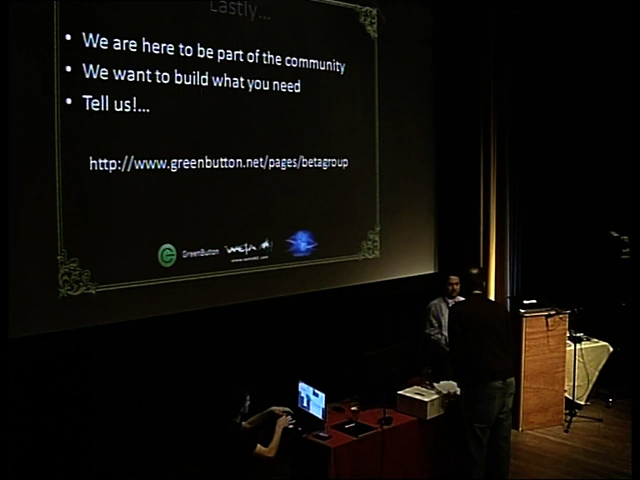 Lastly...
• We are here to be part of the community
• We want to build what you need
• Tell us!...
http://www.greenbutton.net/pages/betagroup
GreenButton